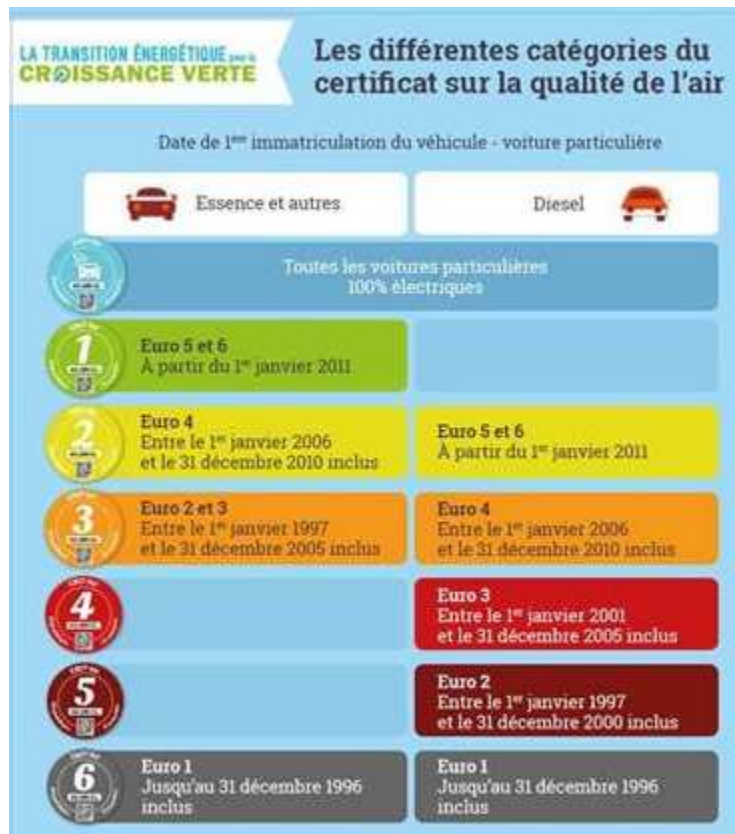 LA TRANSITION ÉNERGÉTIQUE pour la
CROISSANCE VERTE
Les différentes catégories du
certificat sur la qualité de l'air
Date de 1ère immatriculation du véhicule - voiture particulière
Essence et autres
Diesel
Toutes les voitures particulières
100% électriques
1
Euro 5 et 6
À partir du 1er janvier 2011
2
Euro 4
Entre le 1er janvier 2006
et le 31 décembre 2010 inclus
Euro 5 et 6
À partir du 1er janvier 2011
3
Euro 2 et 3
Entre le 1er janvier 1997
et le 31 décembre 2005 inclus
Euro 4
Entre le 1er janvier 2006
et le 31 décembre 2010 inclus
4
Euro 3
Entre le 1er janvier 2001
et le 31 décembre 2005 inclus
5
Euro 2
Entre le 1er janvier 1997
et le 31 décembre 2000 inclus
6
Euro 1
Jusqu'au 31 décembre 1996
inclus
Euro 1
Jusqu'au 31 décembre 1996
inclus